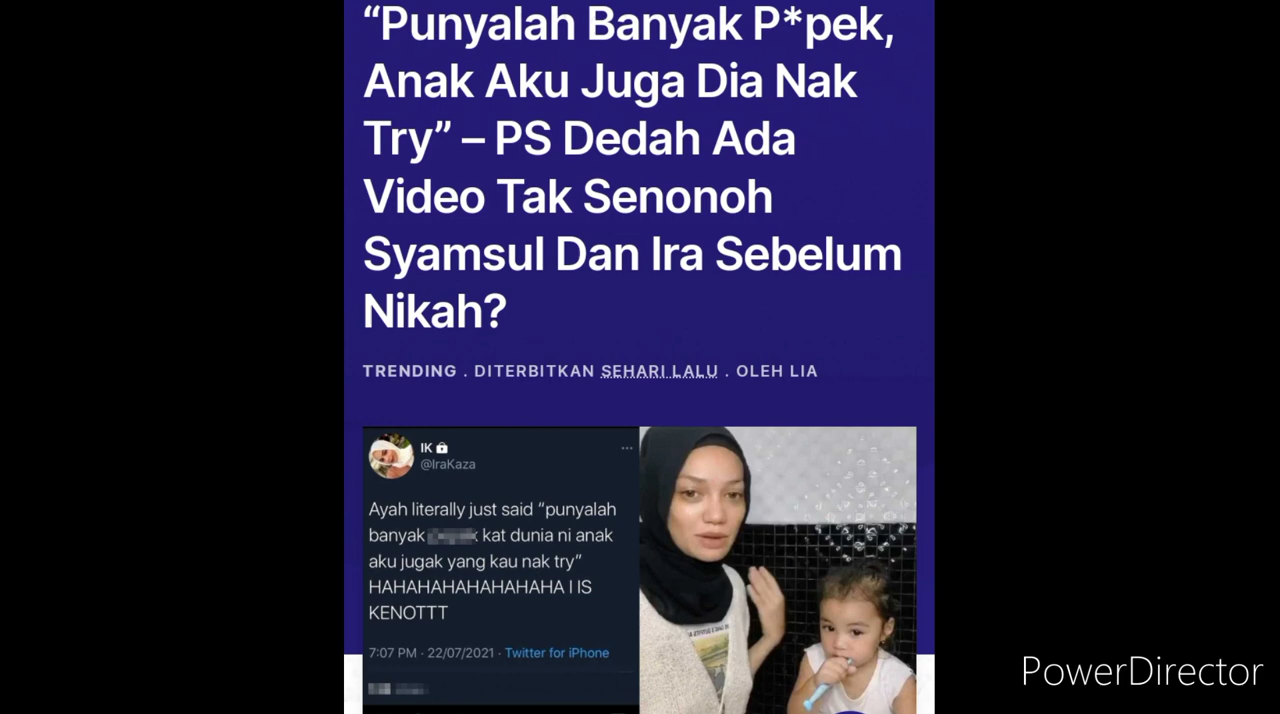 “Punyalah Banyak P*pek,
Anak Aku Juga Dia Nak
Try” – PS Dedah Ada
Video Tak Senonoh
Syamsul Dan Ira Sebelum
Nikah?
TRENDING . DITERBITKAN SEHARI LALU . OLEH LIA
IK
@IraKaza
...
Ayah literally just said “punyalah
banyak kat dunia ni anak
aku jugak yang kau nak try”
HAHAHAHAHAHAHAHA I IS
KENOTTT
7:07 PM · 22/07/2021 · Twitter for iPhone
PowerDirector